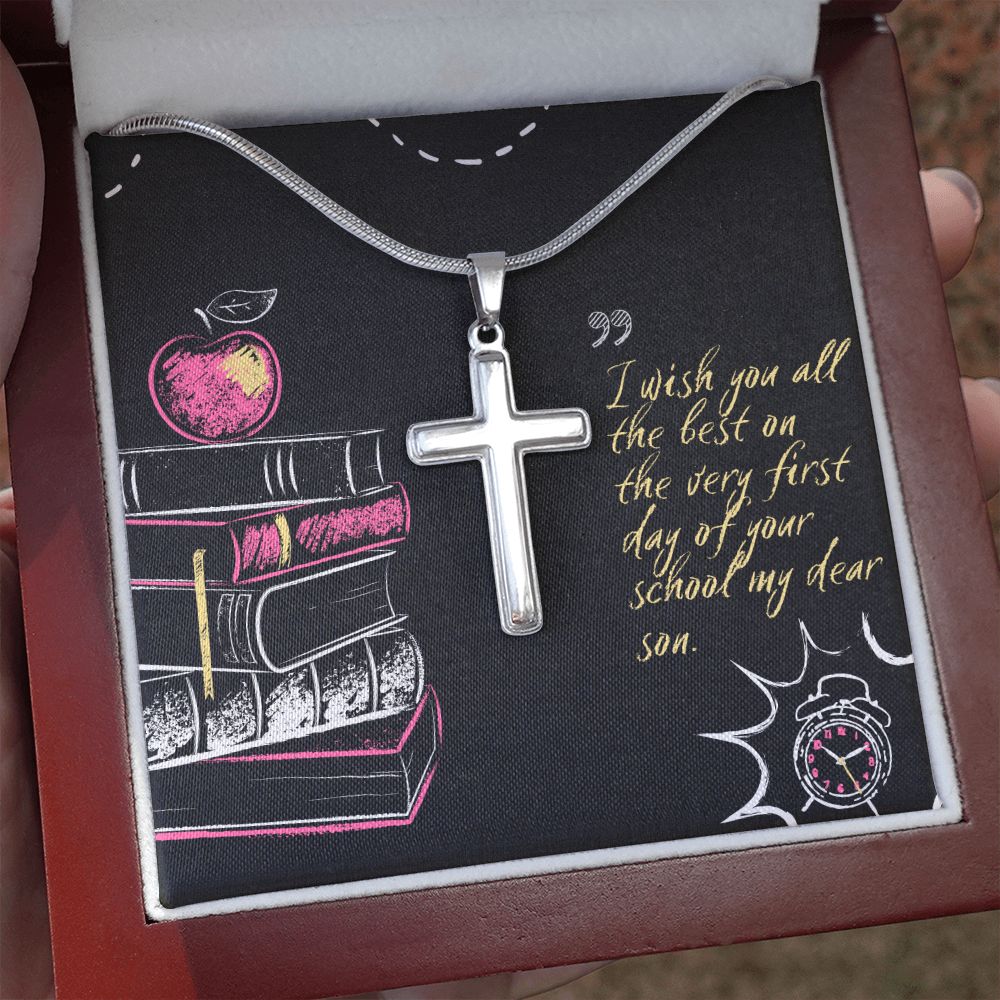 ”
I wish you all
the best on
the very first
day of your
school my dear
son.